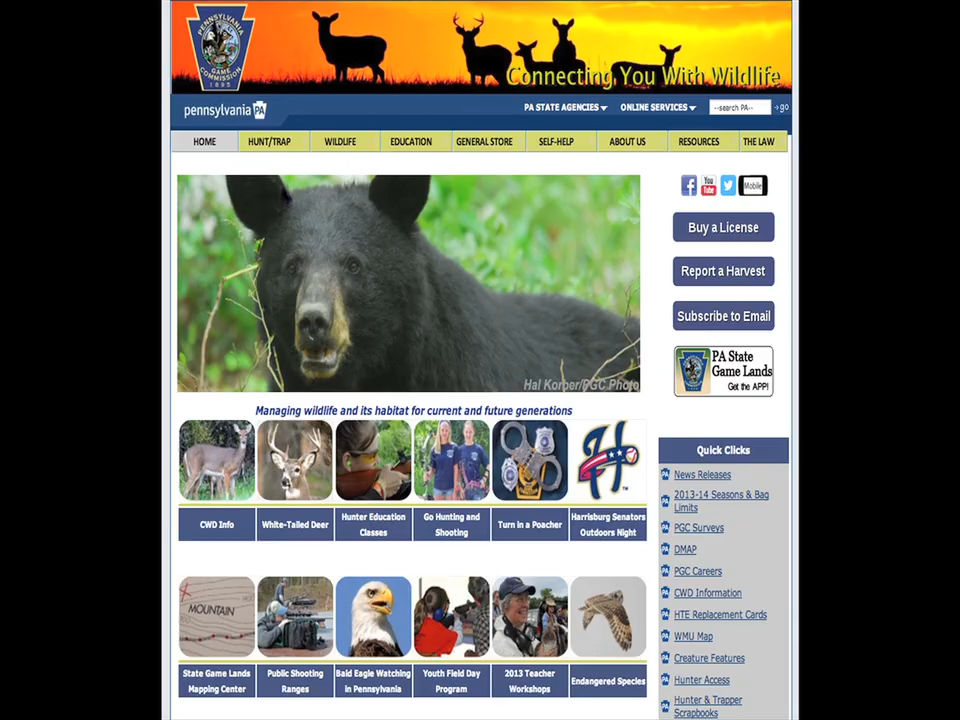 PENNSYLVANIA
GAME
COMMISSION
1895
Connecting You With Wildlife
pennsylvania PA
PA STATE AGENCIES
ONLINE SERVICES
--search PA--
go
HOME
HUNT/TRAP
WILDLIFE
EDUCATION
GENERAL STORE
SELF-HELP
ABOUT US
RESOURCES
THE LAW
You
Tube
Mobile
Buy a License
Report a Harvest
Subscribe to Email
PA State
Game Lands
Get the APP!
Hal Korber/PGC Photo
Managing wildlife and its habitat for current and future generations
CWD Info
White-Tailed Deer
Hunter Education
Classes
Go Hunting and
Shooting
Turn in a Poacher
Harrisburg Senators
Outdoors Night
MOUNTAIN
State Game Lands
Mapping Center
Public Shooting
Ranges
Bald Eagle Watching
in Pennsylvania
Youth Field Day
Program
2013 Teacher
Workshops
Endangered Species
Quick Clicks
News Releases
2013-14 Seasons & Bag
Limits
PGC Surveys
DMAP
PGC Careers
CWD Information
HTE Replacement Cards
WMU Map
Creature Features
Hunter Access
Hunter & Trapper
Scrapbooks